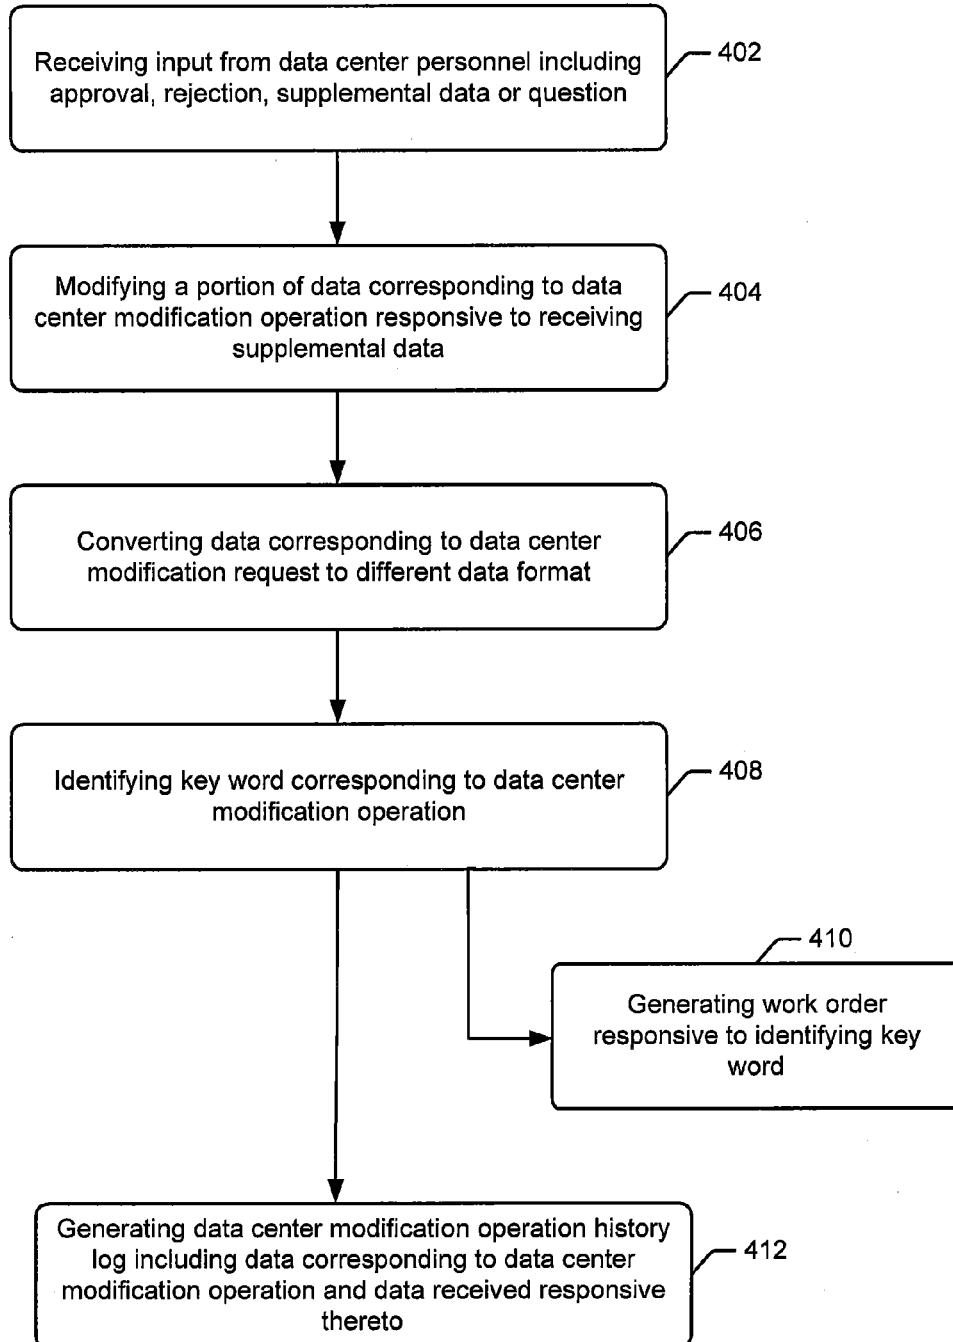 Receiving input from data center personnel including
approval, rejection, supplemental data or question
402
Modifying a portion of data corresponding to data
center modification operation responsive to receiving
supplemental data
404
Converting data corresponding to data center
modification request to different data format
406
Identifying key word corresponding to data center
modification operation
408
410
Generating work order
responsive to identifying key
word
Generating data center modification operation history
log including data corresponding to data center
modification operation and data received responsive
thereto
412